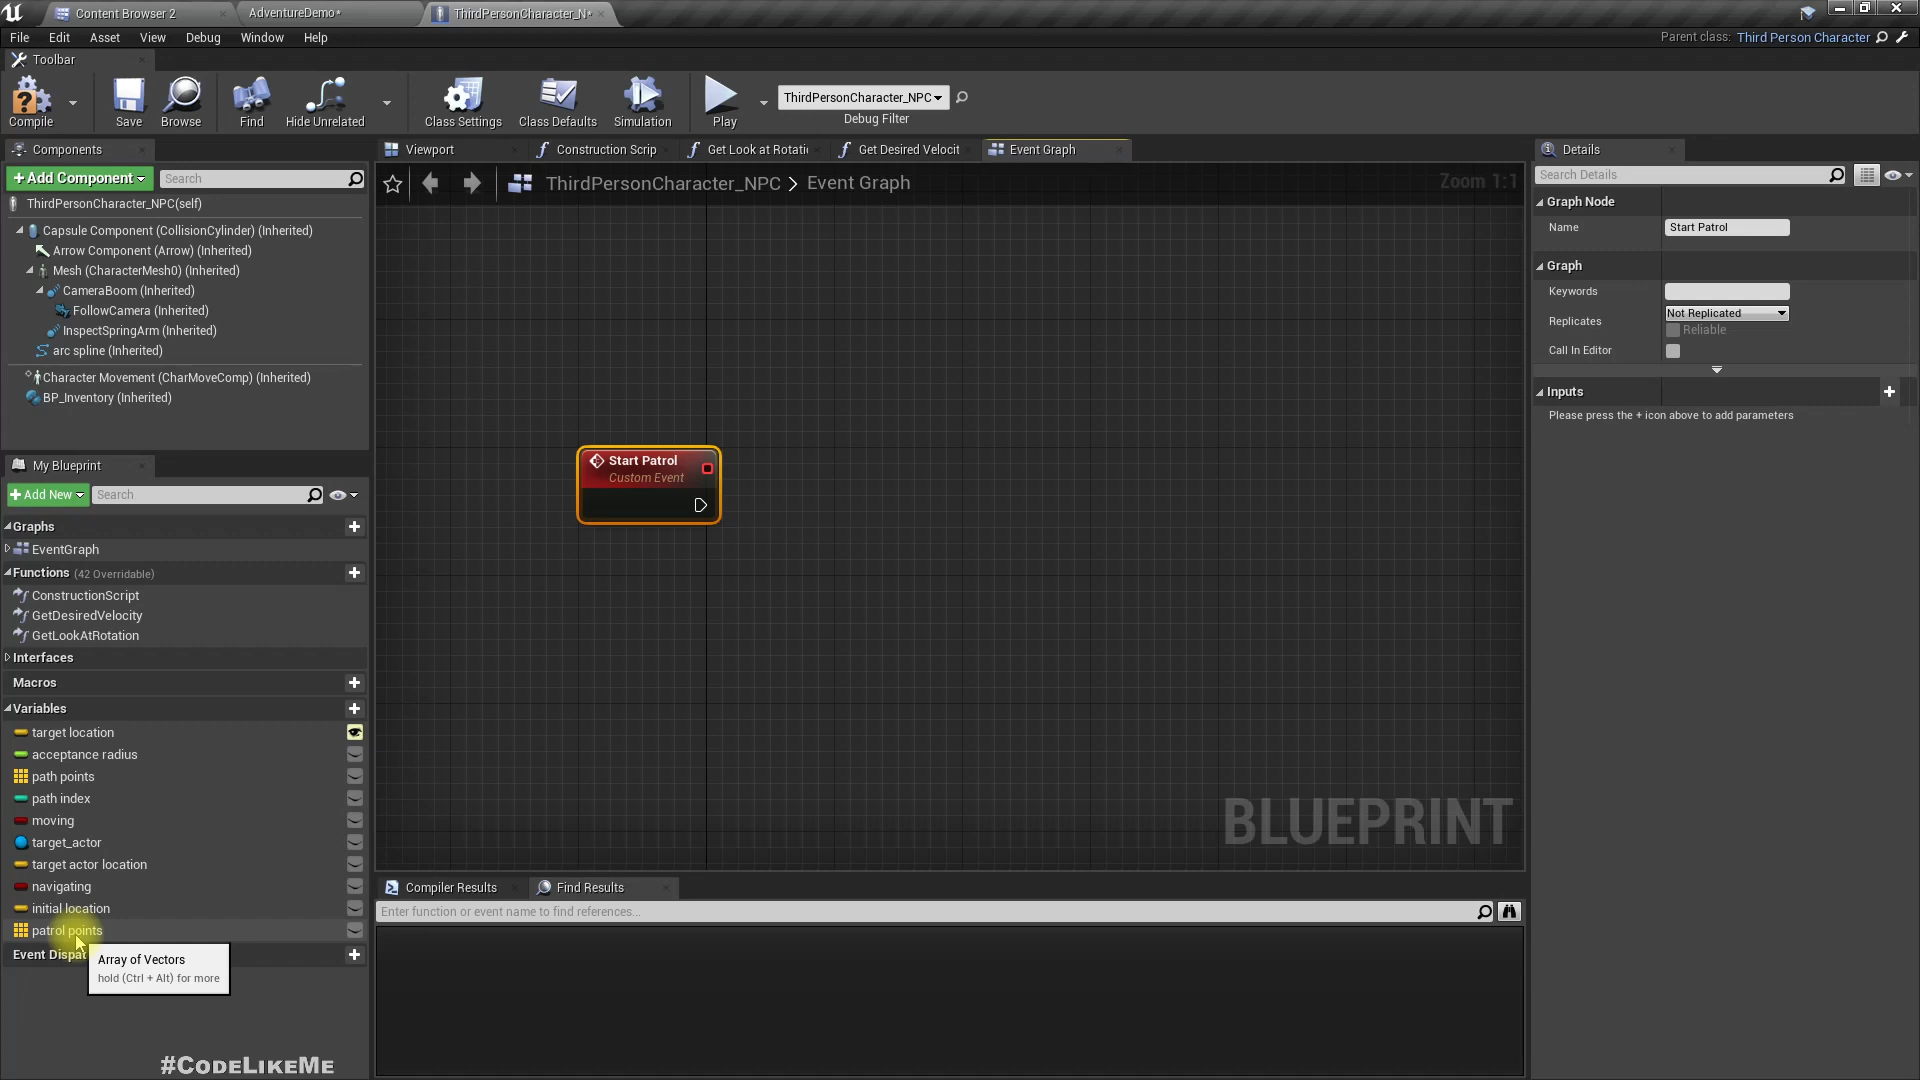 Content Browser 2
AdventureDemo*
ThirdPersonCharacter_N*
File Edit Asset View Debug Window Help
Parent class: Third Person Character
Toolbar
Compile
Save
Browse
Find
Hide Unrelated
Class Settings
Class Defaults
Simulation
Play
ThirdPersonCharacter_NPC
Debug Filter
Components
+Add Component
Search
ThirdPersonCharacter_NPC(self)
Capsule Component (CollisionCylinder) (Inherited)
Arrow Component (Arrow) (Inherited)
Mesh (CharacterMesh0) (Inherited)
CameraBoom (Inherited)
FollowCamera (Inherited)
InspectSpringArm (Inherited)
arc spline (Inherited)
Character Movement (CharMoveComp) (Inherited)
BP_Inventory (Inherited)
My Blueprint
+Add New
Search
Graphs
EventGraph
Functions (42 Overridable)
ConstructionScript
GetDesiredVelocity
GetLookAtRotation
Interfaces
Macros
Variables
target location
acceptance radius
path points
path index
moving
target_actor
target actor location
navigating
initial location
patrol points
Event Dispat
Array of Vectors
hold (Ctrl + Alt) for more
#CodeLikeMe
Viewport
Construction Scrip
Get Look at Rotati
Get Desired Velocit
Event Graph
ThirdPersonCharacter_NPC > Event Graph
Zoom 1:1
Start Patrol
Custom Event
BLUEPRINT
Compiler Results
Find Results
Enter function or event name to find references...
Details
Search Details
Graph Node
Name Start Patrol
Graph
Keywords
Replicates Not Replicated
Reliable
Call In Editor
Inputs
Please press the + icon above to add parameters